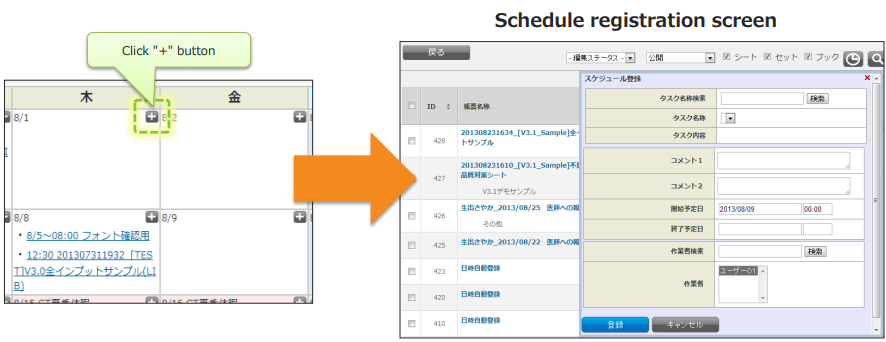 Schedule registration screen
Click "+" button
木
金
8/1
8/2
8/8
8/9
・8/5～08:00 フォント確認用
・12:30 201307311932_[TES
T]V3.0全インプットサンプル(LI
B)
戻る
- 編集ステータス -
公開
シート
セット
ブック
ID
帳票名称
428
201308231634_[V3.1_Sample]全-
トサンプル
427
201308231610_[V3.1_Sample]不
品質対策シート
V3.1デモサンプル
426
生出さやか_2013/08/25 医師への報
その他
425
生出さやか_2013/08/22 医師への報
423
日時自動登録
420
日時自動登録
410
日時自動登録
スケジュール登録
×
タスク名称検索
検索
タスク名称
タスク内容
コメント1
コメント2
開始予定日
2013/08/09
00:00
終了予定日
作業者検索
検索
作業者
ユーザー01
登録
キャンセル